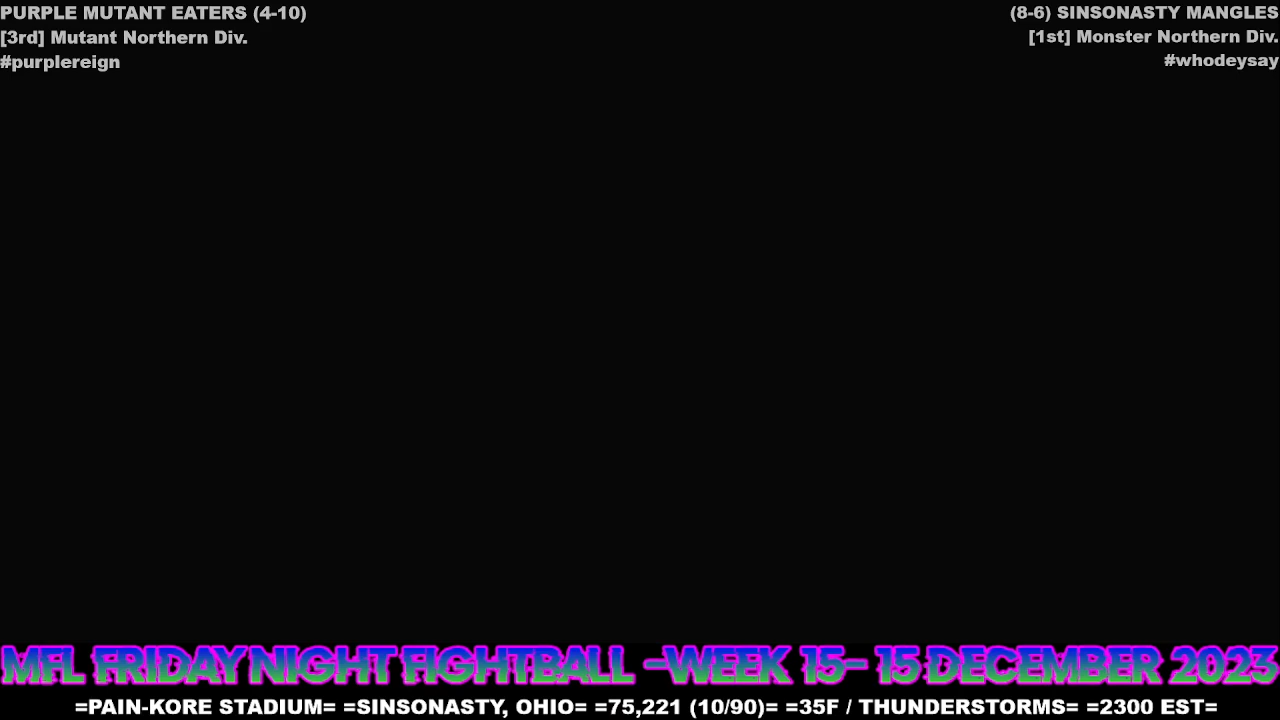 PURPLE MUTANT EATERS (4-10)
[3rd] Mutant Northern Div.
#purplereign
(8-6) SINSONASTY MANGLES
[1st] Monster Northern Div.
#whodeysay
MFL FRIDAY NIGHT FIGHTBALL -WEEK 15- 15 DECEMBER 2023
=PAIN-KORE STADIUM= =SINSONASTY, OHIO= =75,221 (10/90)= =35F / THUNDERSTORMS= =2300 EST=